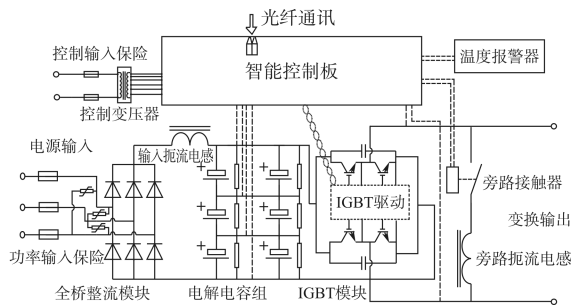 光纤通讯
控制输入保险
智能控制板
温度报警器
控制变压器
电源输入
输入扼流电感
旁路接触器
IGBT驱动
变换输出
功率输入保险
旁路扼流电感
全桥整流模块
电解电容组
IGBT模块